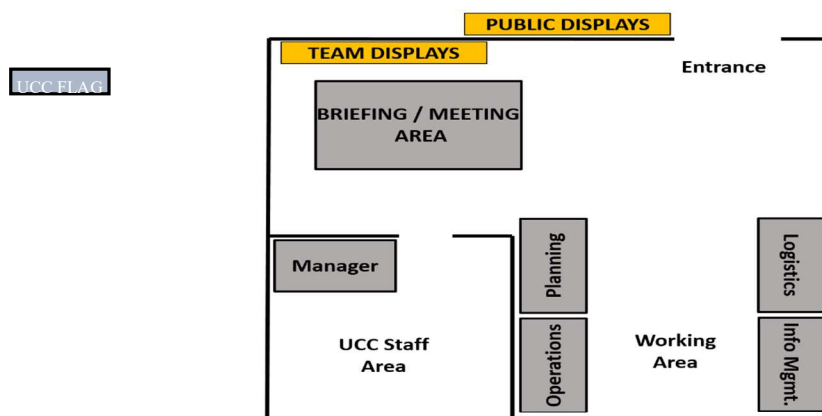 PUBLIC DISPLAYS
TEAM DISPLAYS
Entrance
UCC FLAG
BRIEFING / MEETING
AREA
Manager
Planning
Logistics
UCC Staff
Area
Operations
Working
Area
Info Mgmt.